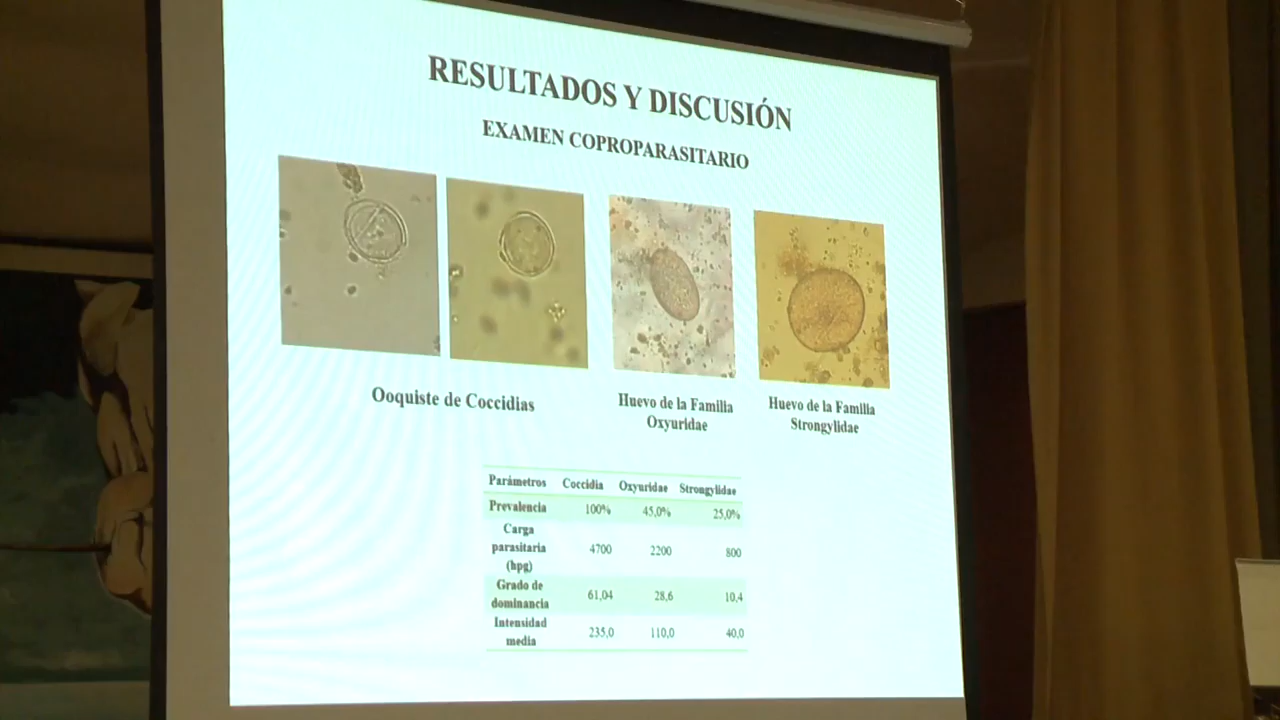 RESULTADOS Y DISCUSIÓN
EXAMEN COPROPARASITARIO
Ooquiste de Coccidias
Huevo de la Familia
Oxyuridae
Huevo de la Familia
Strongylidae
Parámetros Coccidia Oxyuridae Strongylidae
Prevalencia 100% 45,0% 25,0%
Carga
parasitaria 4700 2200 800
(hpg)
Grado de
dominancia 61,04 28,6 10,4
Intensidad
media 235,0 110,0 40,0